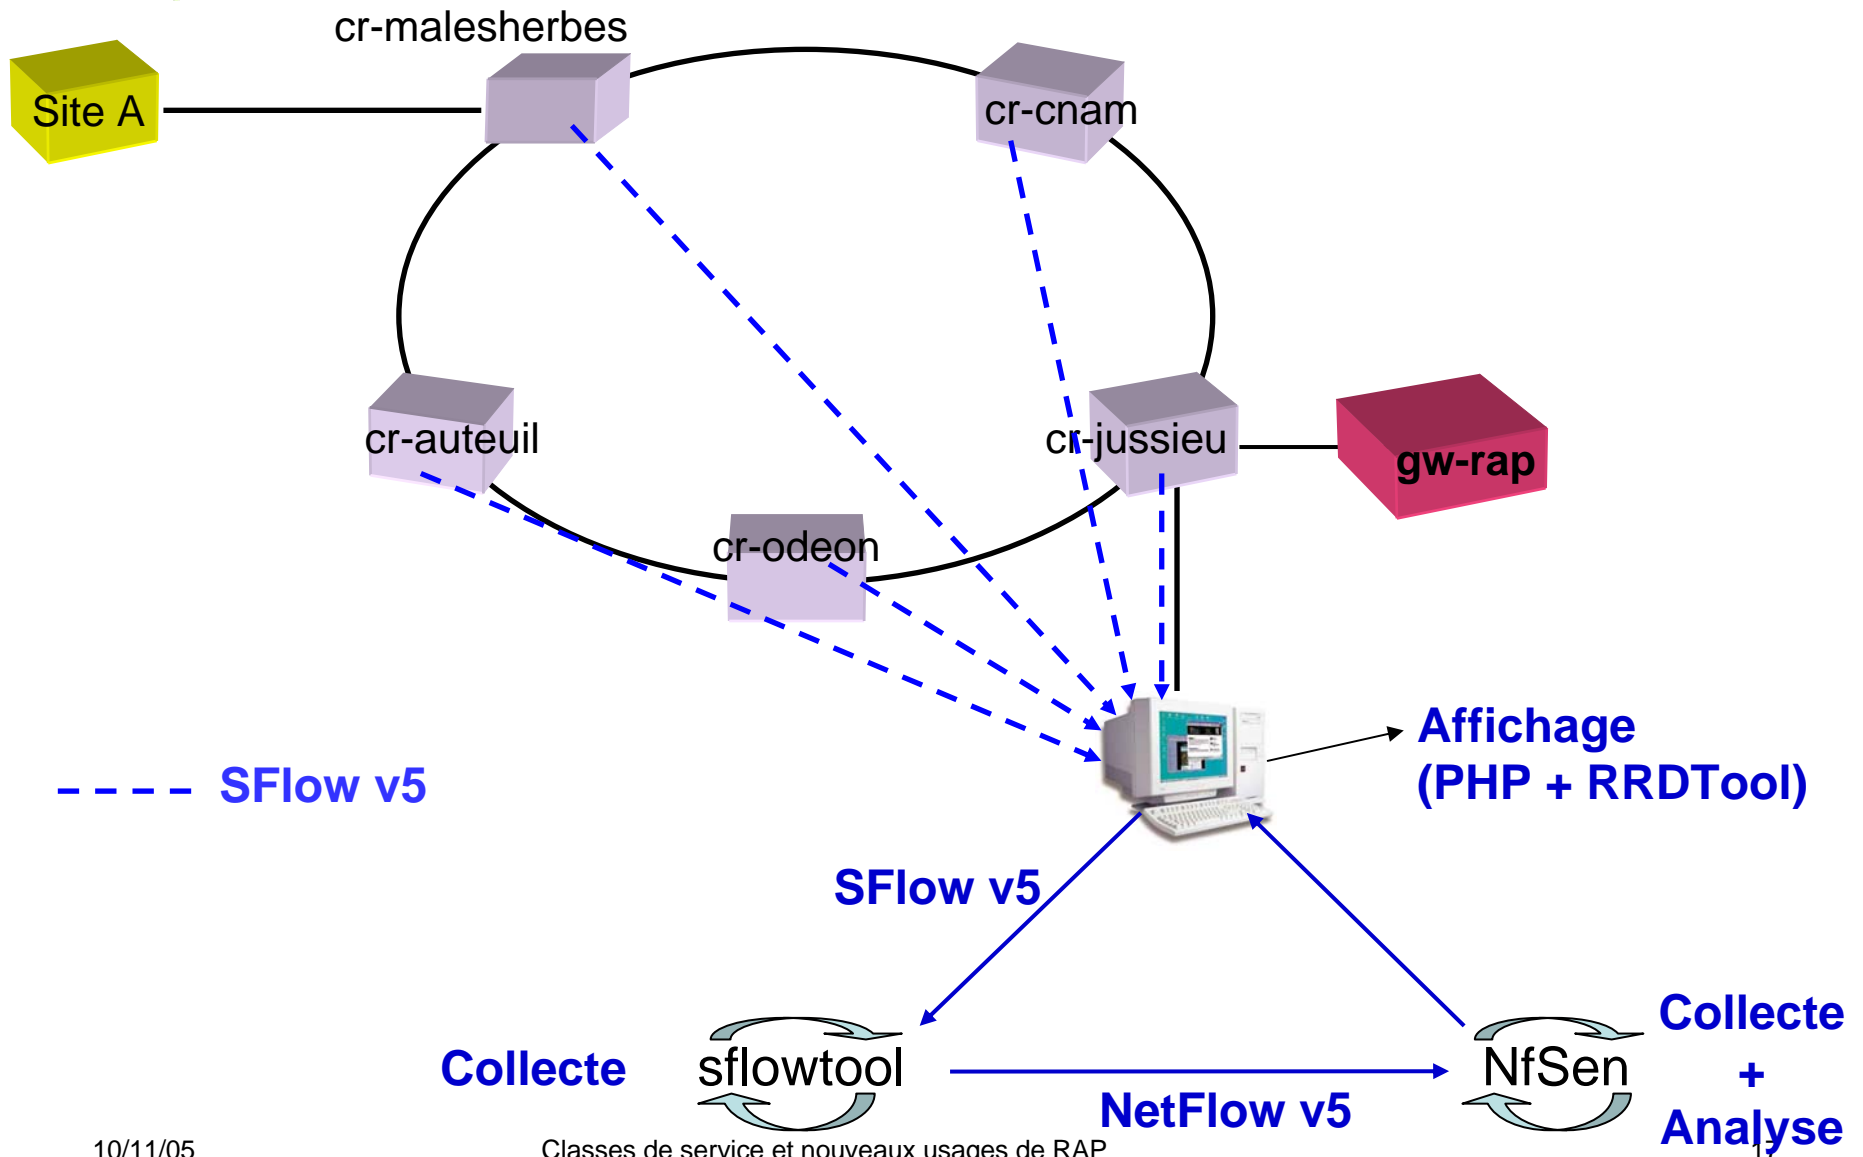 cr-malesherbes
Site A
cr-cnam
cr-auteuil
cr-jussieu
gw-rap
cr-odeon
Affichage
(PHP + RRDTool)
SFlow v5
SFlow v5
Collecte
sflowtool
NetFlow v5
NfSen
Collecte
+
Analyse
10/11/05
Classes de service et nouveaux usages de RAP
17